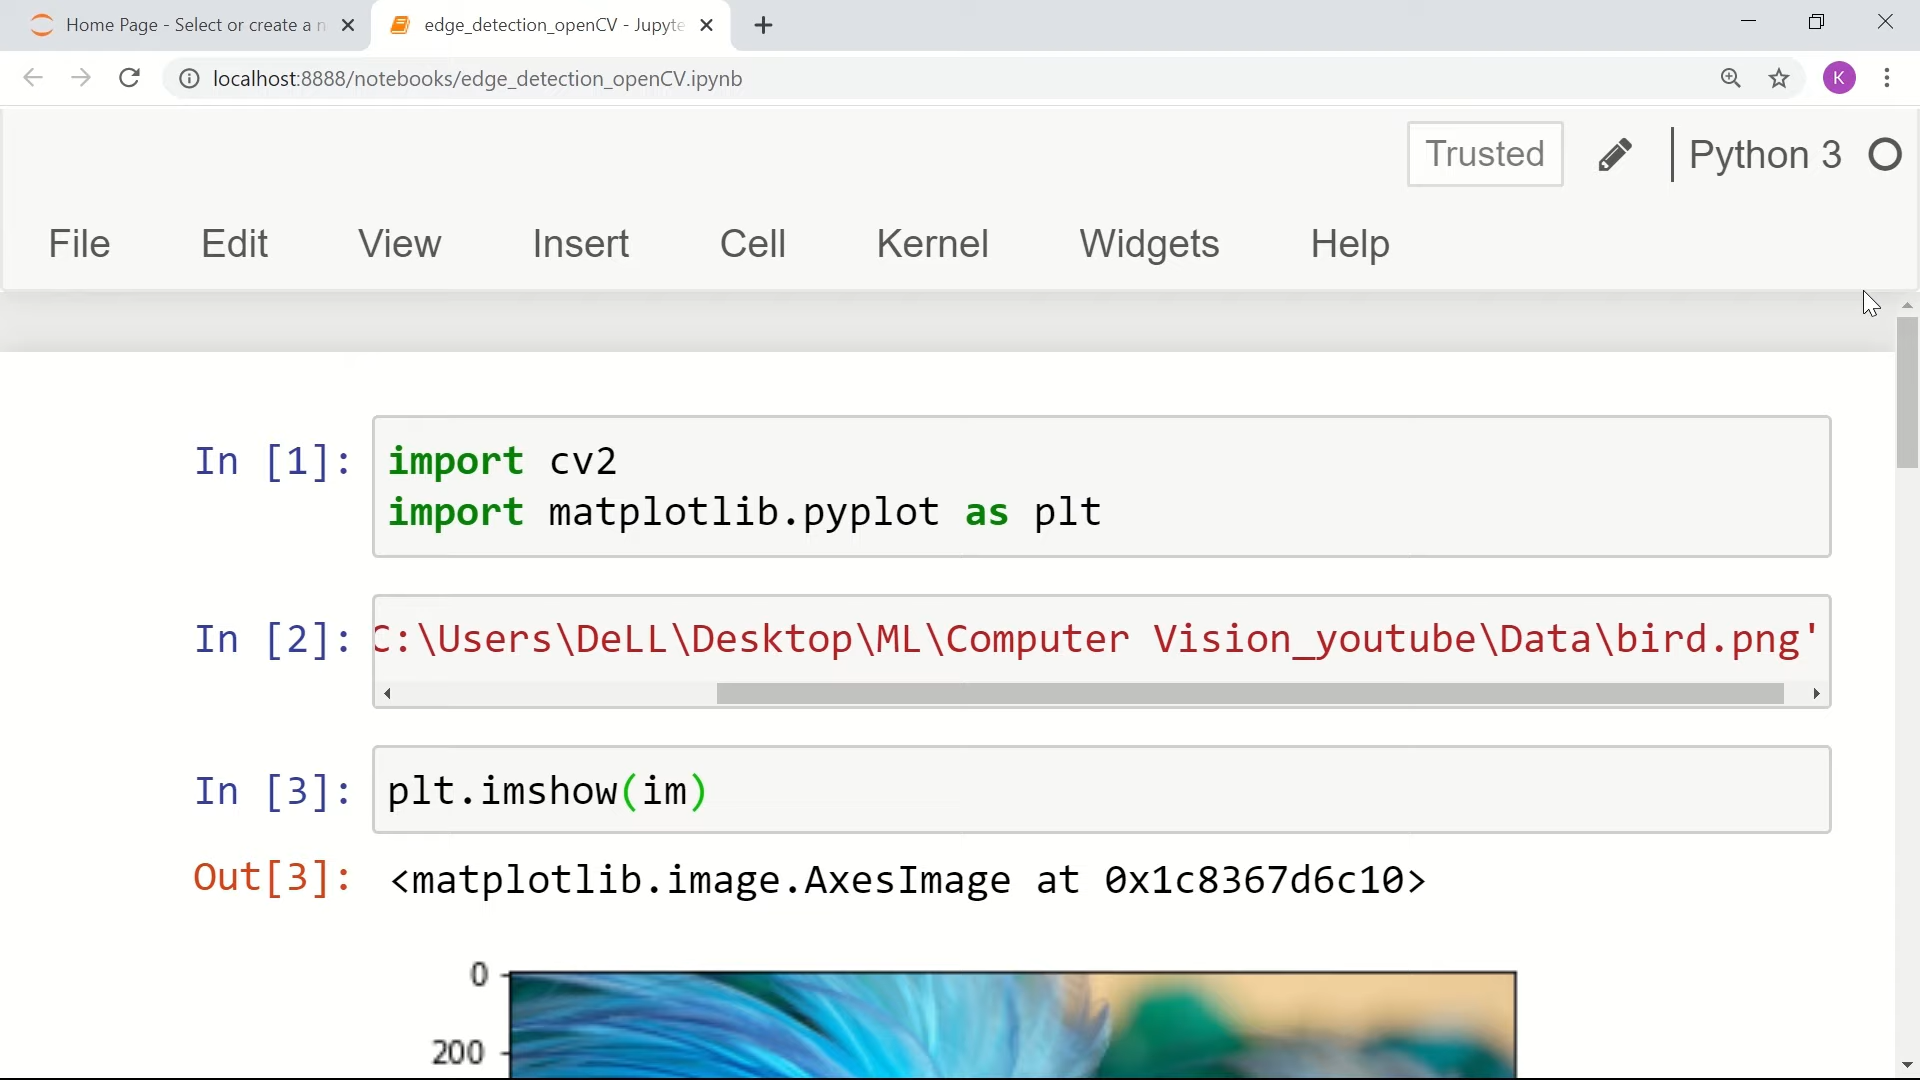 Home Page - Select or create a n
edge_detection_openCV - Jupyte
localhost:8888/notebooks/edge_detection_openCV.ipynb
K
Trusted
Python 3
File Edit View Insert Cell Kernel Widgets Help
In [1]:
import cv2
import matplotlib.pyplot as plt
In [2]:
C:\Users\DeLL\Desktop\ML\Computer Vision_youtube\Data\bird.png'
In [3]:
plt.imshow(im)
Out[3]:
<matplotlib.image.AxesImage at 0x1c8367d6c10>
0
200